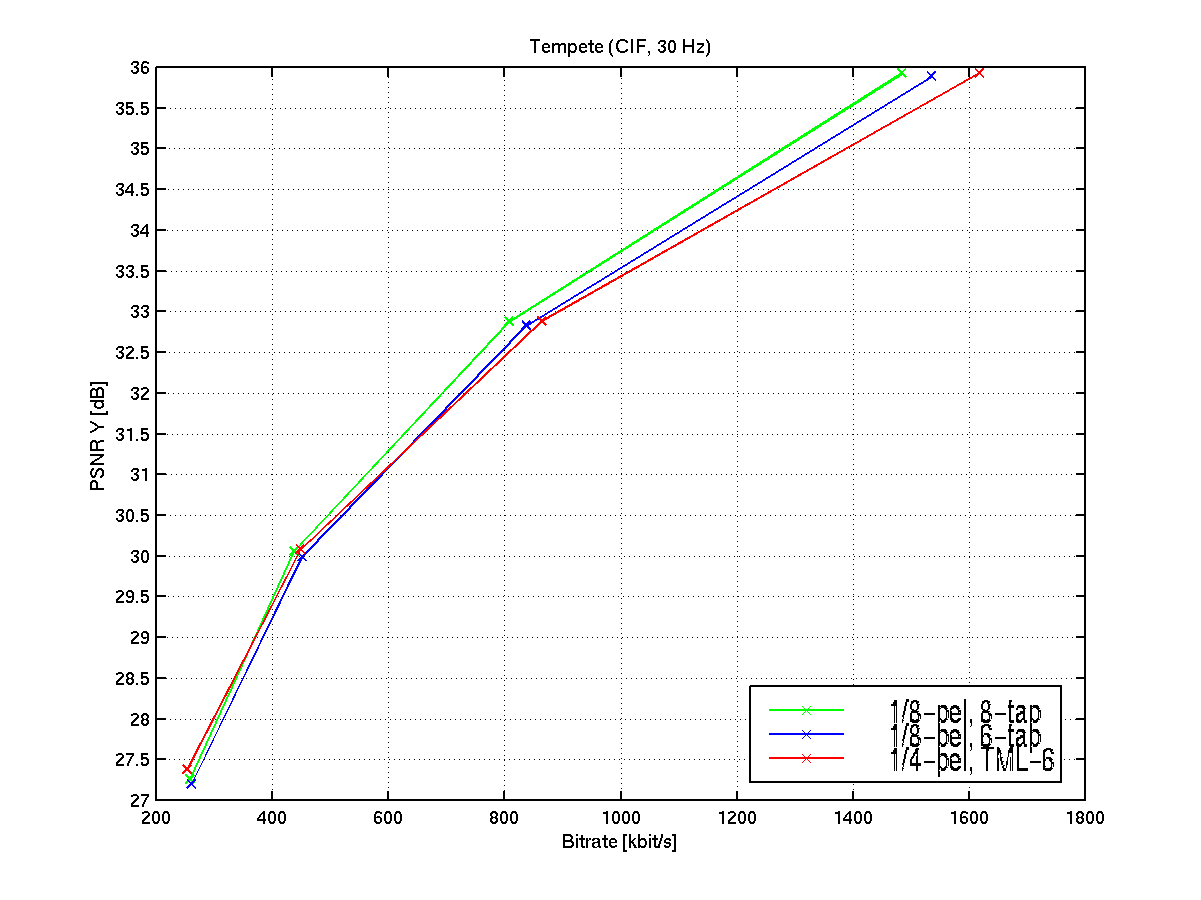 Tempete (CIF, 30 Hz)
36
35.5
35
34.5
34
33.5
33
32.5
32
31.5
31
30.5
30
29.5
29
28.5
28
27.5
27
PSNR Y [dB]
200 400 600 800 1000 1200 1400 1600 1800
Bitrate [kbit/s]
1/8-pel, 8-tap
1/8-pel, 6-tap
1/4-pel, TML-6